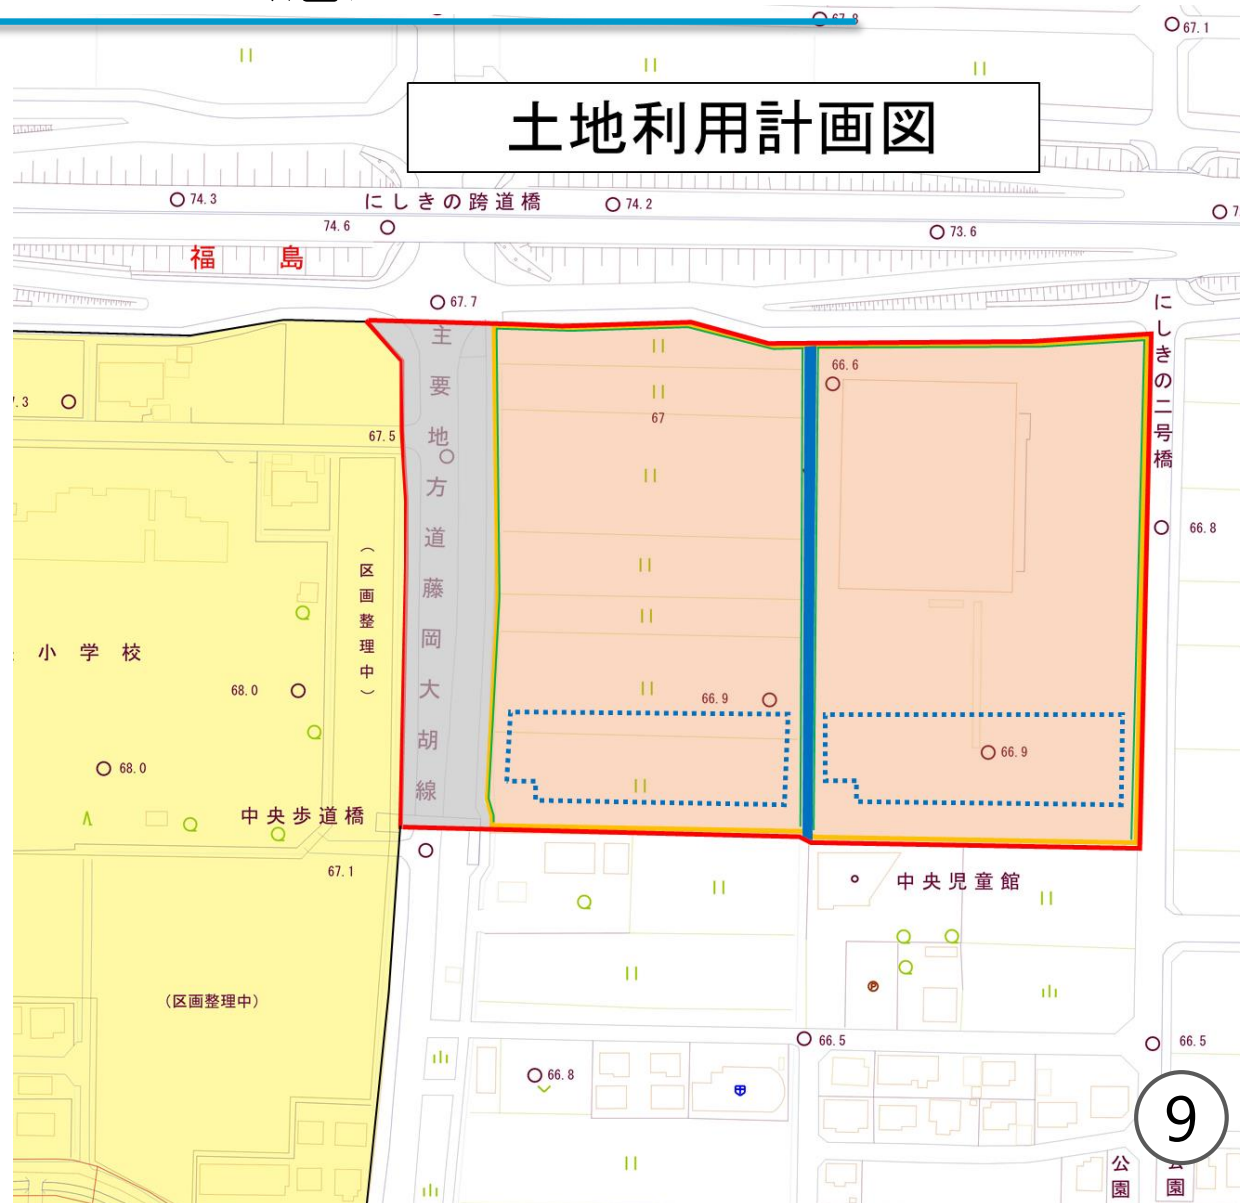 67.8
67.1
土地利用計画図
74.3
にしきの跨道橋
74.2
74.6
73.6
福島
67.7
にしきの二号橋
主要地方道藤岡大胡線
66.6
67
67.5
(区画整理中)
66.8
小学校
68.0
66.9
66.9
68.0
中央歩道橋
67.1
中央児童館
(区画整理中)
66.5
66.5
66.8
9
公園
公園